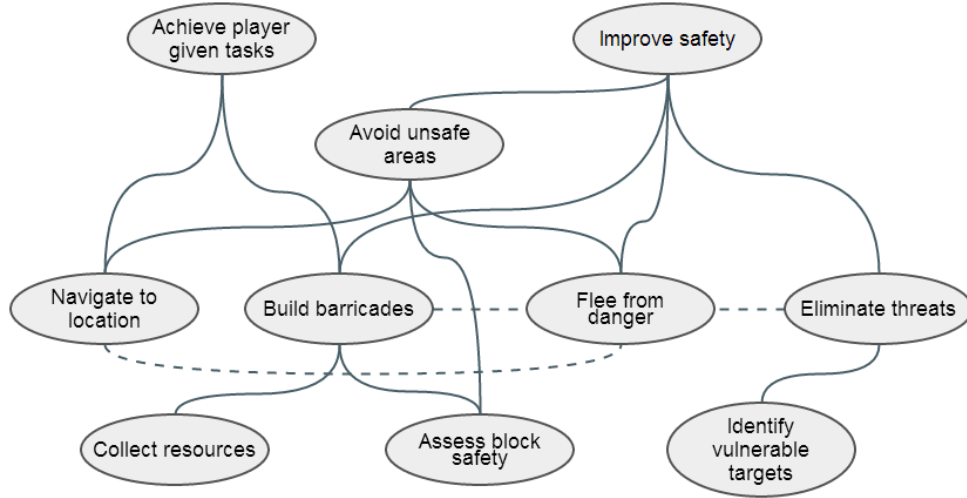 Achieve player
given tasks
Improve safety
Avoid unsafe
areas
Navigate to
location
Build barricades
Flee from
danger
Eliminate threats
Collect resources
Assess block
safety
Identify
vulnerable
targets